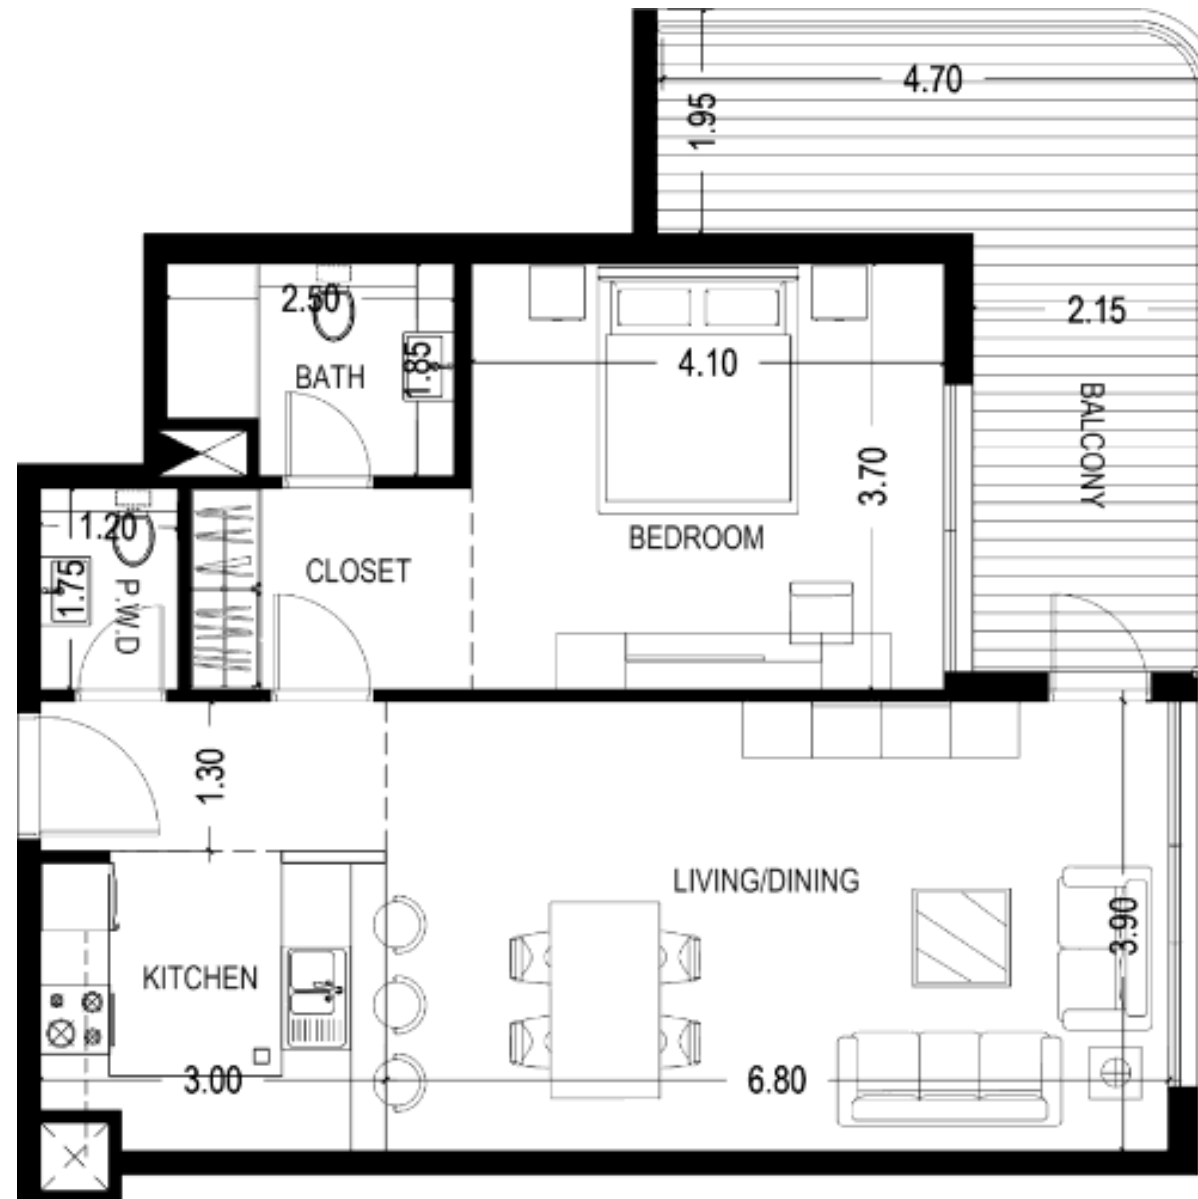 4.70
1.95
2.50
2.15
BATH
1.85
4.10
BALCONY
3.70
1.20
BEDROOM
CLOSET
1.75
P.W.D
1.30
LIVING/DINING
3.90
KITCHEN
3.00
6.80